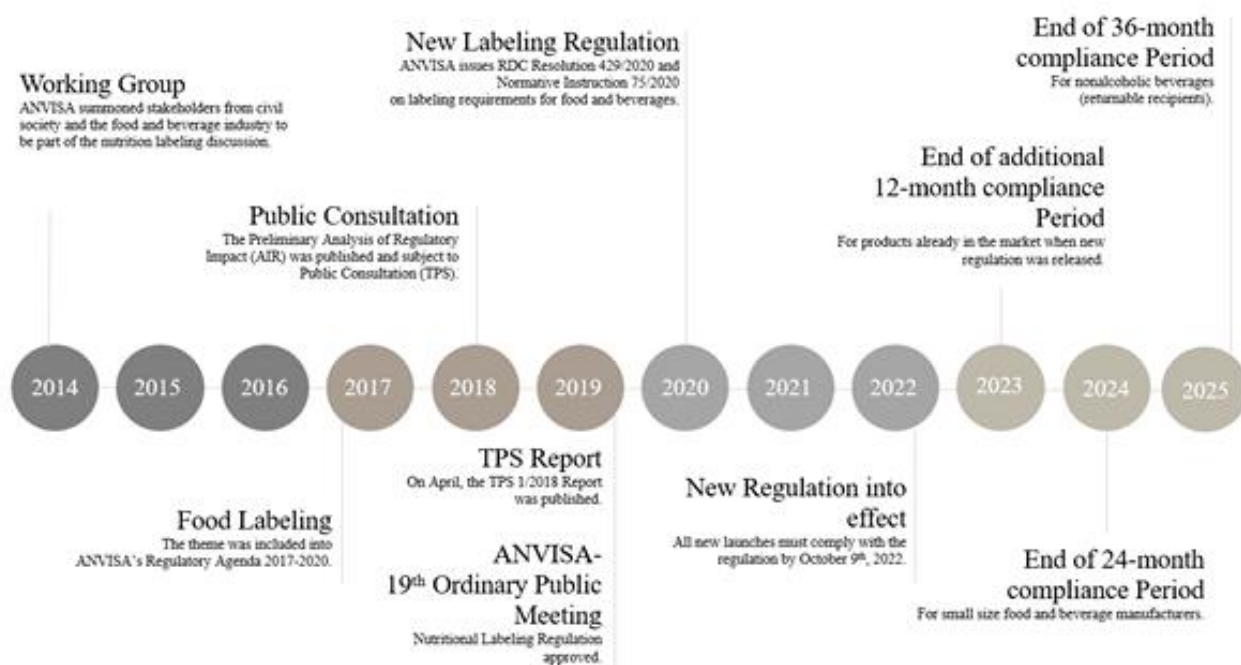 New Labeling Regulation
ANVISA issues RDC Resolution 429/2020 and
Normative Instruction 75/2020
on labeling requirements for food and beverages.
End of 36-month
compliance Period
For nonalcoholic beverages
(returnable recipients).
Working Group
ANVISA summoned stakeholders from civil
society and the food and beverage industry to
be part of the nutrition labeling discussion.
End of additional
12-month compliance
Period
For products already in the market when new
regulation was released.
Public Consultation
The Preliminary Analysis of Regulatory
Impact (AIR) was published and subject to
Public Consultation (TPS).
2014
2015
2016
2017
2018
2019
2020
2021
2022
2023
2024
2025
Food Labeling
The theme was included into
ANVISA's Regulatory Agenda 2017-2020.
TPS Report
On April, the TPS 1/2018 Report
was published.
ANVISA-
19th Ordinary Public
Meeting
Nutritional Labeling Regulation
approved.
New Regulation into
effect
All new launches must comply with the
regulation by October 9th, 2022.
End of 24-month
compliance Period
For small size food and beverage manufacturers.